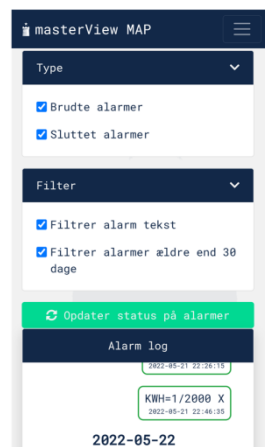 masterView MAP
Type
Brudte alarmer
Sluttet alarmer
Filter
Filtrer alarm tekst
Filtrer alarmer ældre end 30
dage
Opdater status på alarmer
Alarm log
2022-05-21 22:26:15
KWH=1/2000 X
2022-05-21 22:46:35
2022-05-22